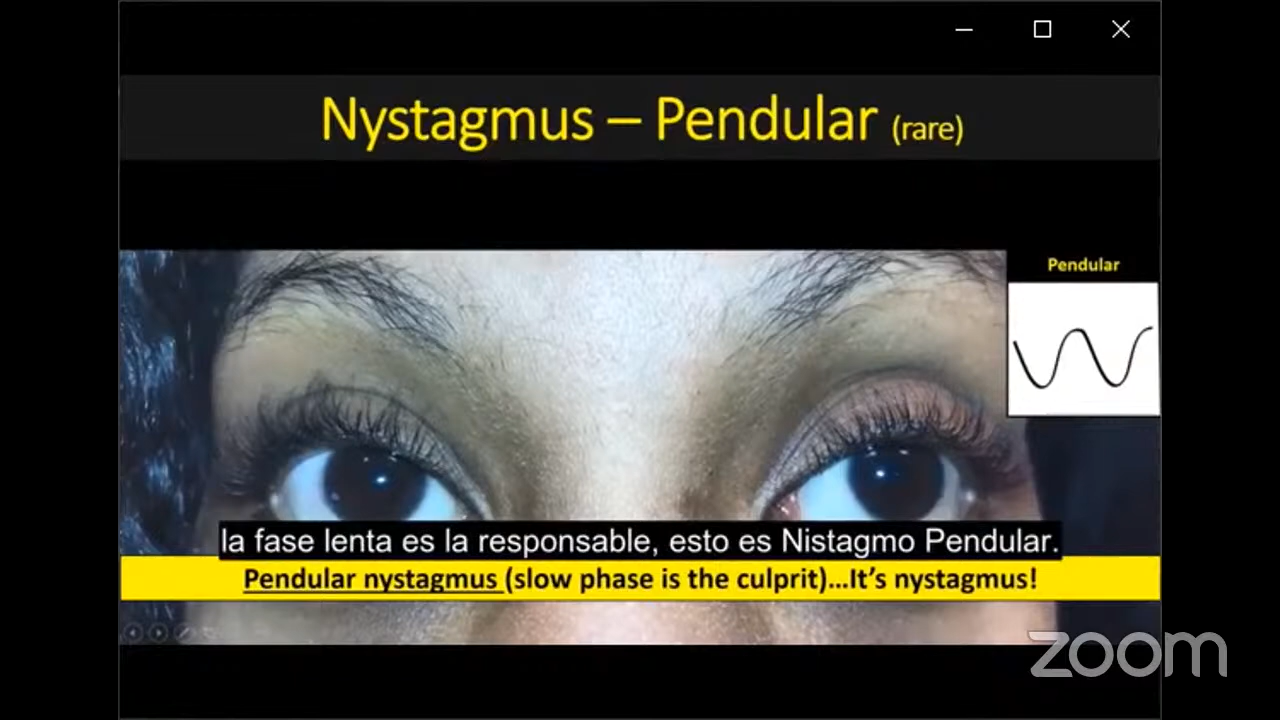 Nystagmus – Pendular (rare)
Pendular
la fase lenta es la responsable, esto es Nistagmo Pendular.
Pendular nystagmus (slow phase is the culprit)...It's nystagmus!
zoom